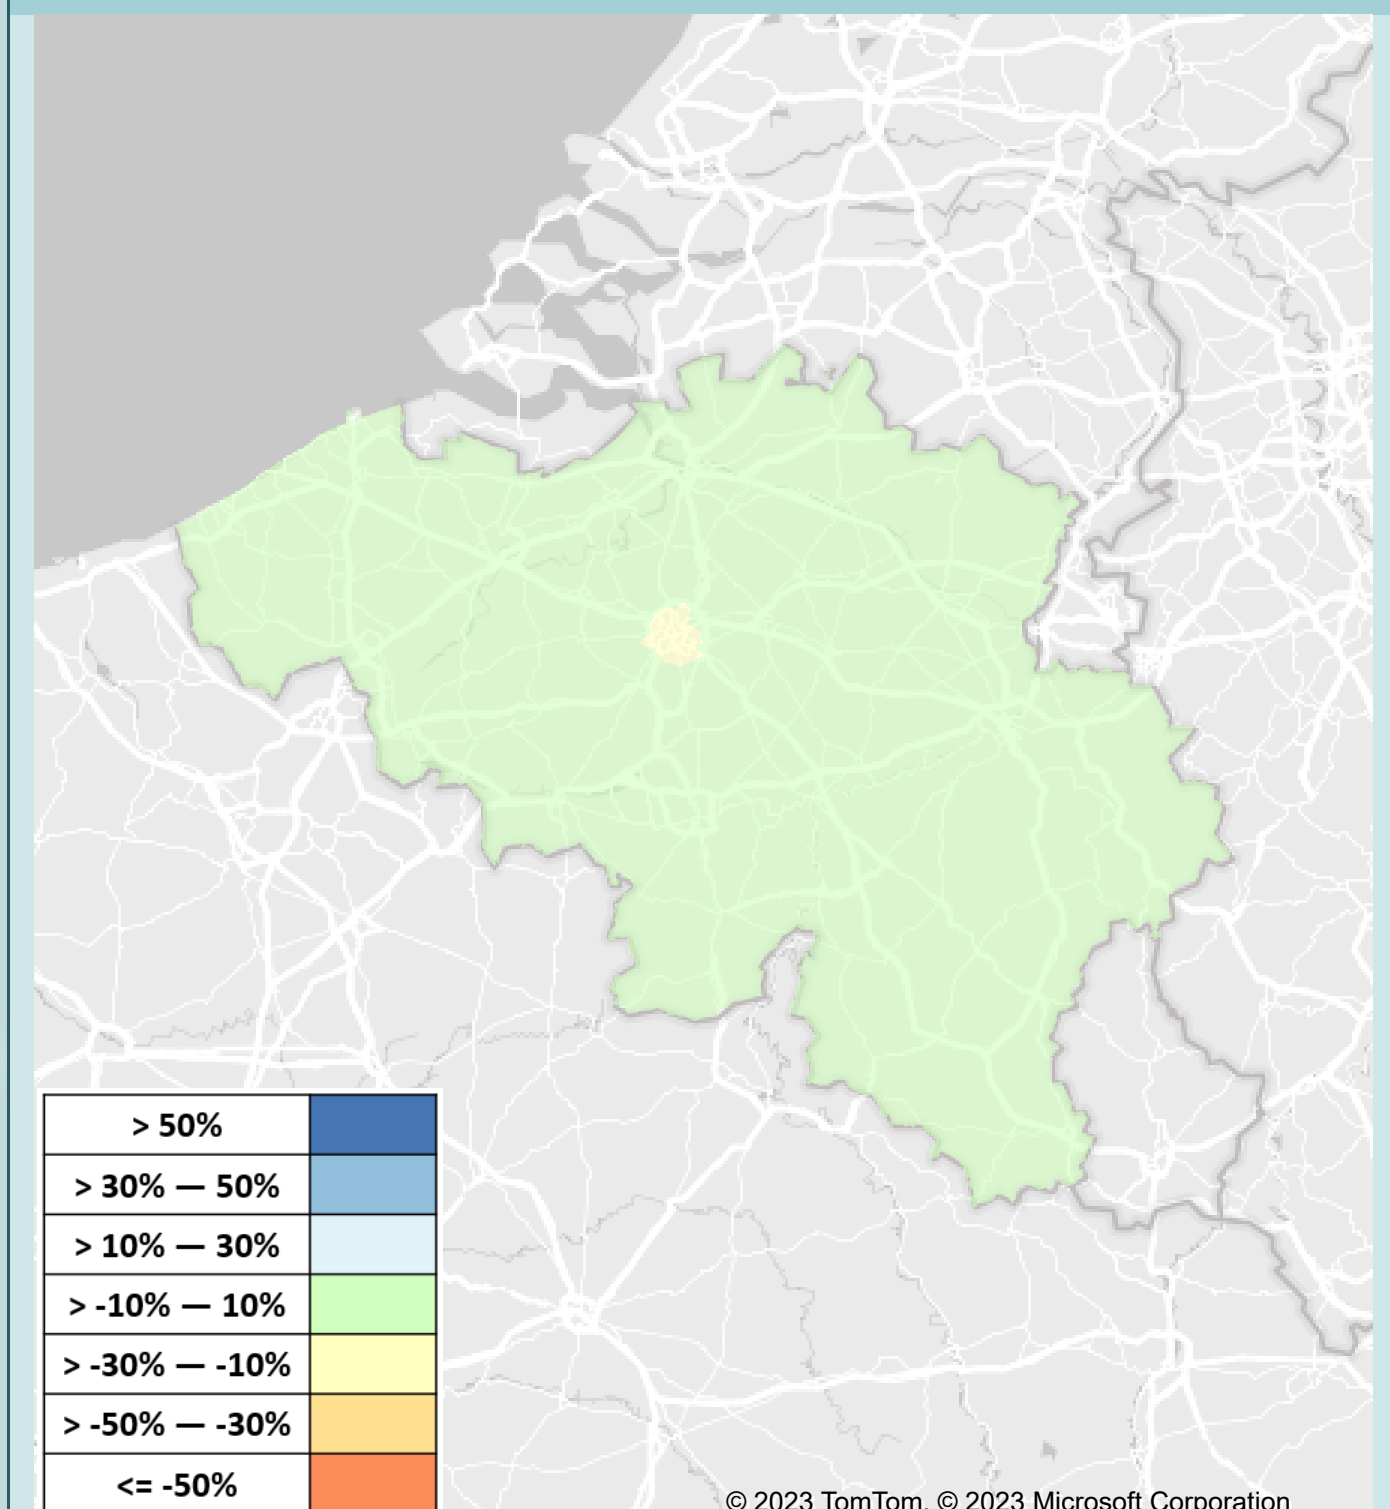 > 50%
> 30% — 50%
> 10% — 30%
> -10% — 10%
> -30% — -10%
> -50% — -30%
<= -50%
© 2023 TomTom, © 2023 Microsoft Corporation